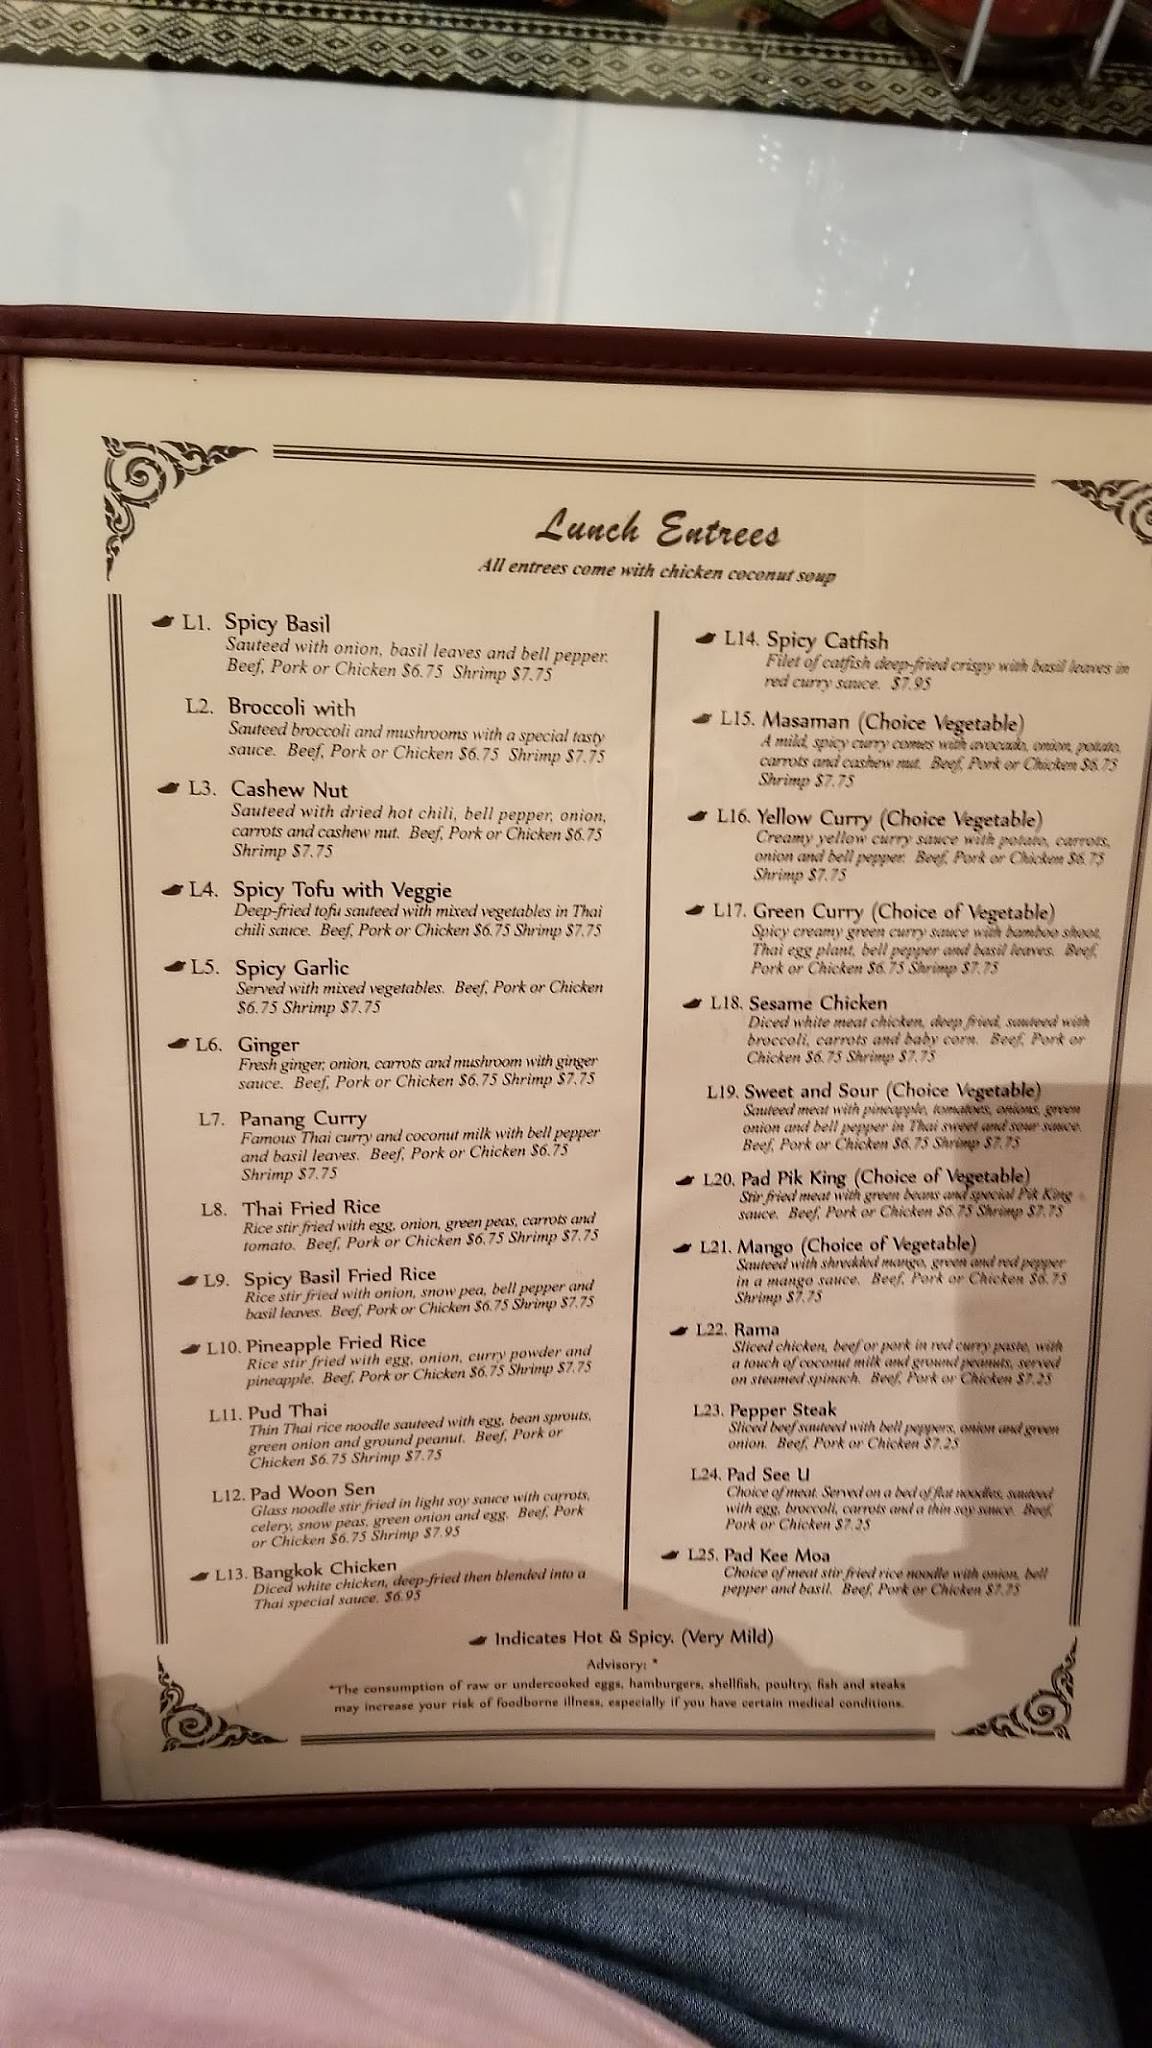 Lunch Entrees
All entrees come with chicken coconut soup
L1. Spicy Basil
Sauteed with onion, basil leaves and bell pepper.
Beef, Pork or Chicken $6.75 Shrimp $7.75
L2. Broccoli with
Sauteed broccoli and mushrooms with a special tasty
sauce. Beef, Pork or Chicken $6.75 Shrimp $7.75
L3. Cashew Nut
Sauteed with dried hot chili, bell pepper, onion,
carrots and cashew nut. Beef, Pork or Chicken $6.75
Shrimp $7.75
L4. Spicy Tofu with Veggie
Deep-fried tofu sauteed with mixed vegetables in Thai
chili sauce. Beef, Pork or Chicken $6.75 Shrimp $7.75
L5. Spicy Garlic
Served with mixed vegetables. Beef, Pork or Chicken
$6.75 Shrimp $7.75
L6. Ginger
Fresh ginger, onion, carrots and mushroom with ginger
sauce. Beef, Pork or Chicken $6.75 Shrimp $7.75
L7. Panang Curry
Famous Thai curry and coconut milk with bell pepper
and basil leaves. Beef, Pork or Chicken $6.75
Shrimp $7.75
L8. Thai Fried Rice
Rice stir fried with egg, onion, green peas, carrots and
tomato. Beef, Pork or Chicken $6.75 Shrimp $7.75
L9. Spicy Basil Fried Rice
Rice stir fried with onion, snow pea, bell pepper and
basil leaves. Beef, Pork or Chicken $6.75 Shrimp $7.75
L10. Pineapple Fried Rice
Rice stir fried with egg, onion, curry powder and
pineapple. Beef, Pork or Chicken $6.75 Shrimp $7.75
L11. Pud Thai
Thin Thai rice noodle sauteed with egg, bean sprouts,
green onion and ground peanut. Beef, Pork or
Chicken $6.75 Shrimp $7.75
L12. Pad Woon Sen
Glass noodle stir fried in light soy sauce with carrots,
celery, snow peas, green onion and egg. Beef, Pork
or Chicken $6.75 Shrimp $7.95
L13. Bangkok Chicken
Diced white chicken, deep-fried then blended into a
Thai special sauce. $6.95
L14. Spicy Catfish
Filet of catfish deep-fried crispy with basil leaves in
red curry sauce. $7.95
L15. Masaman (Choice Vegetable)
A mild, spicy curry comes with avocado, onion, potato,
carrots and cashew nut. Beef, Pork or Chicken $6.75
Shrimp $7.75
L16. Yellow Curry (Choice Vegetable)
Creamy yellow curry sauce with potato, carrots,
onion and bell pepper. Beef, Pork or Chicken $6.75
Shrimp $7.75
L17. Green Curry (Choice of Vegetable)
Spicy creamy green curry sauce with bamboo shoot,
Thai egg plant, bell pepper and basil leaves. Beef,
Pork or Chicken $6.75 Shrimp $7.75
L18. Sesame Chicken
Diced white meat chicken, deep fried, sauteed with
broccoli, carrots and baby corn. Beef, Pork or
Chicken $6.75 Shrimp $7.75
L19. Sweet and Sour (Choice Vegetable)
Sauteed meat with pineapple, tomatoes, onions, green
onion and bell pepper in Thai sweet and sour sauce.
Beef, Pork or Chicken $6.75 Shrimp $7.75
L20. Pad Pik King (Choice of Vegetable)
Stir fried meat with green beans and special Pik King
sauce. Beef, Pork or Chicken $6.75 Shrimp $7.75
L21. Mango (Choice of Vegetable)
Sauteed with shredded mango, green and red pepper
in a mango sauce. Beef, Pork or Chicken $6.75
Shrimp $7.75
L22. Rama
Sliced chicken, beef or pork in red curry paste, with
a touch of coconut milk and ground peanuts, served
on steamed spinach. Beef, Pork or Chicken $7.25
L23. Pepper Steak
Sliced beef sauteed with bell peppers, onion and green
onion. Beef, Pork or Chicken $7.25
L24. Pad See U
Choice of meat. Served on a bed of flat noodles, sauteed
with egg, broccoli, carrots and a thin soy sauce. Beef,
Pork or Chicken $7.25
L25. Pad Kee Moa
Choice of meat stir fried rice noodle with onion, bell
pepper and basil. Beef, Pork or Chicken $7.75
Indicates Hot & Spicy. (Very Mild)
Advisory: *
*The consumption of raw or undercooked eggs, hamburgers, shellfish, poultry, fish and steaks
may increase your risk of foodborne illness, especially if you have certain medical conditions.